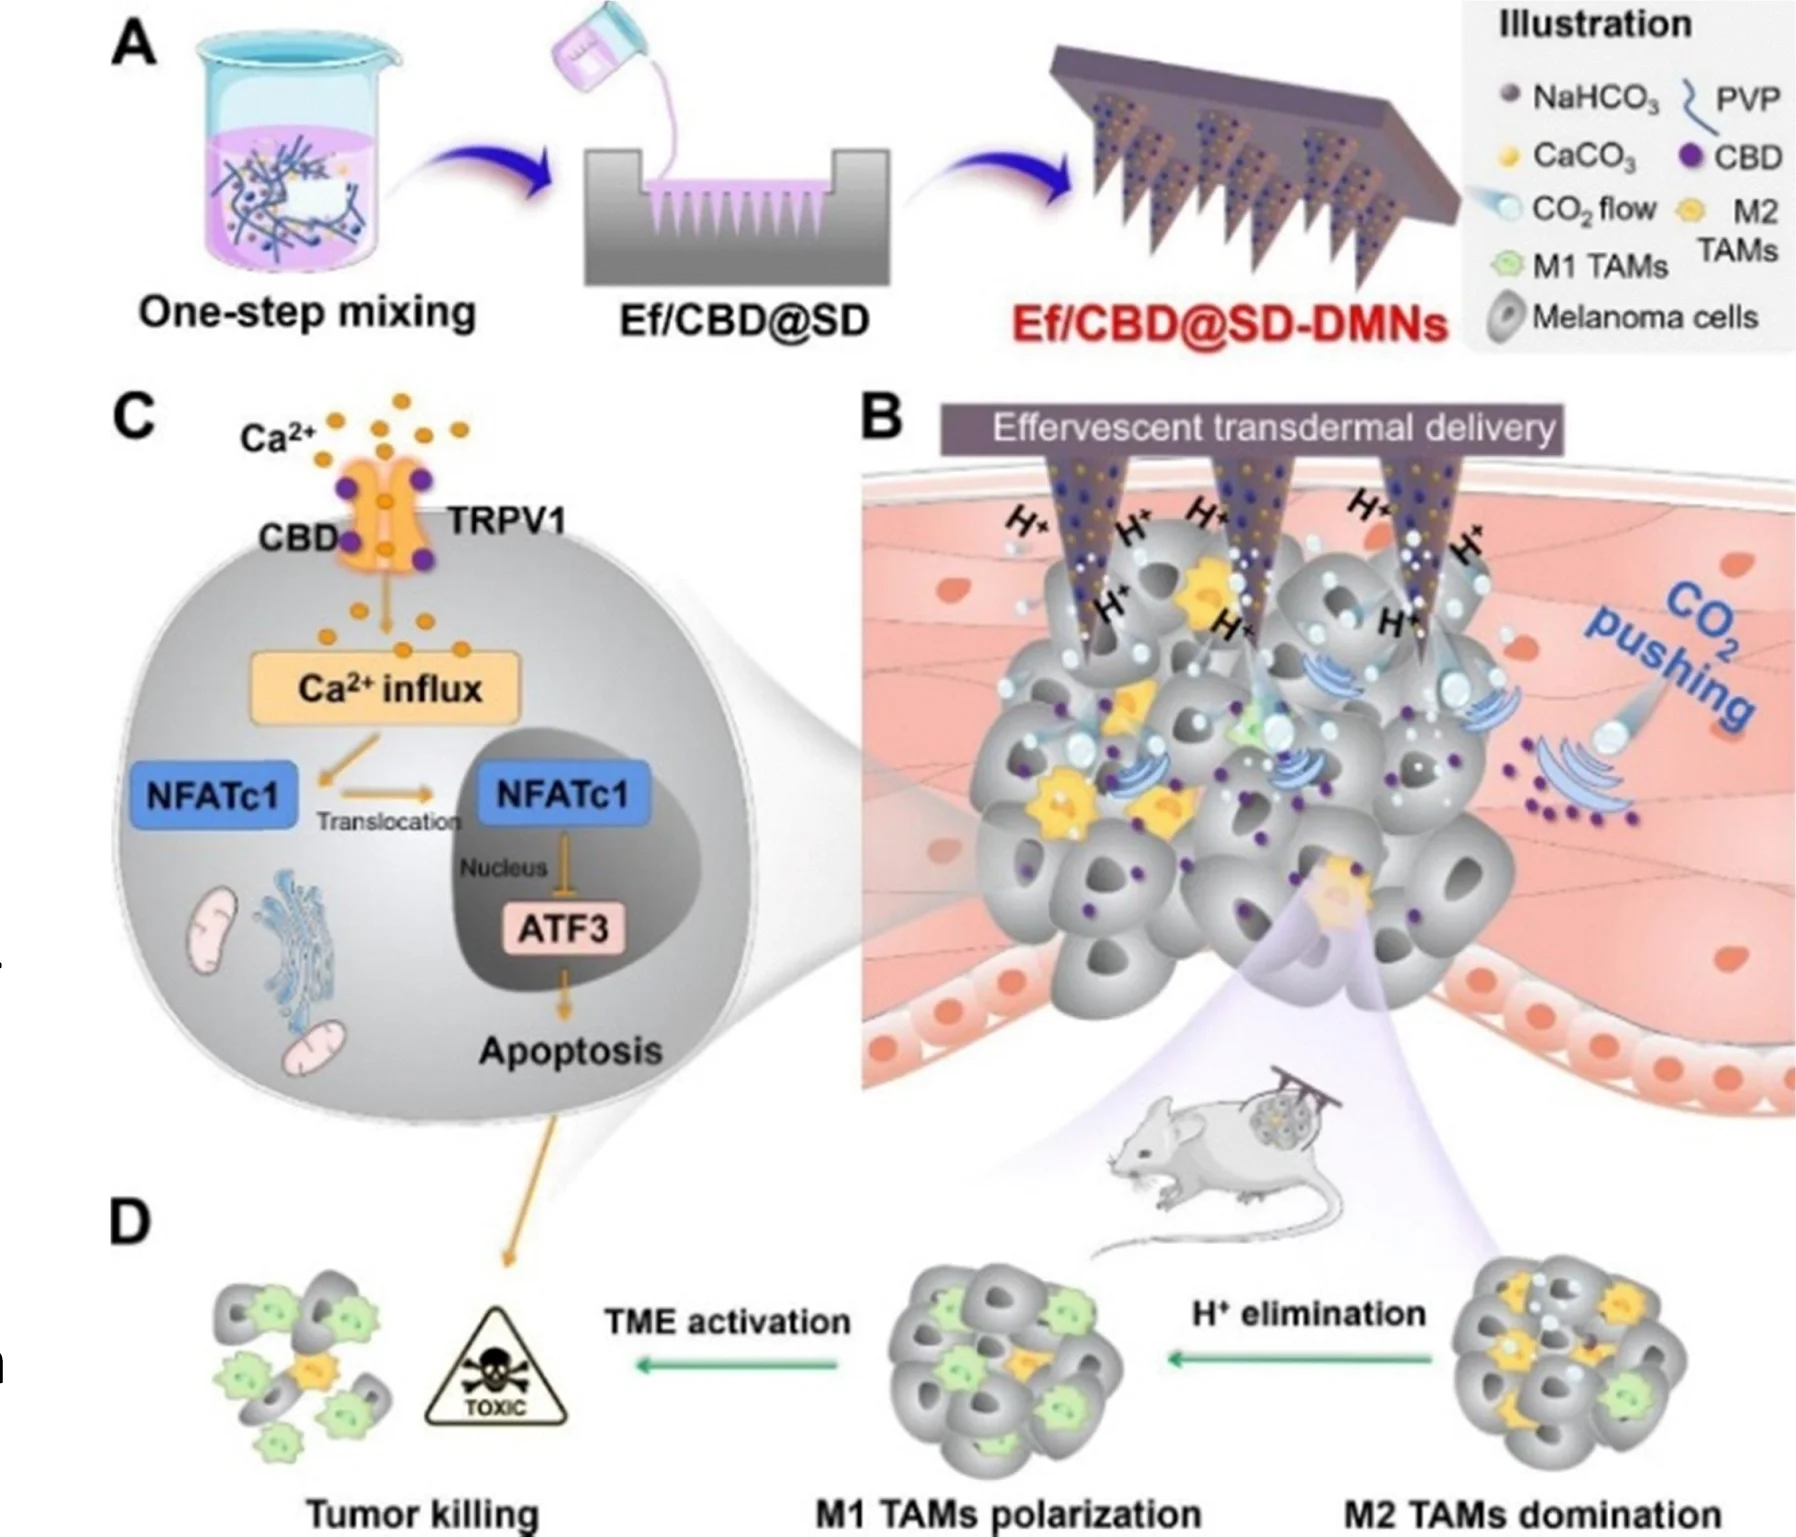 A
One-step mixing
Ef/CBD@SD
Ef/CBD@SD-DMNs
Illustration
NaHCO₃
PVP
CaCO₃
CBD
CO₂ flow
M2
TAMs
M1 TAMs
Melanoma cells
C
Ca²⁺
CBD
TRPV1
Ca²⁺ influx
NFATc1
Translocation
NFATc1
Nucleus
ATF3
Apoptosis
B
Effervescent transdermal delivery
H⁺
H⁺
H⁺
H⁺
H⁺
H⁺
H⁺
H⁺
CO₂
pushing
D
TOXIC
TME activation
H⁺ elimination
Tumor killing
M1 TAMs polarization
M2 TAMs domination